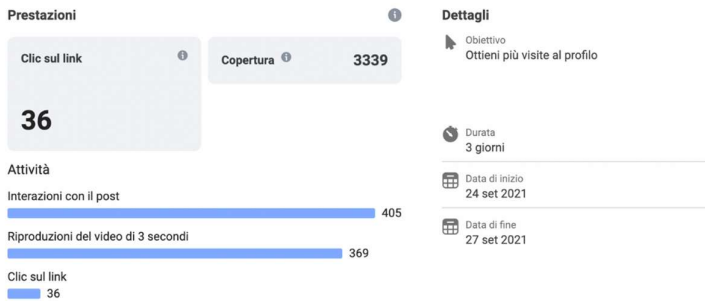 Prestazioni
Clic sul link
36
Copertura
3339
Attività
Interazioni con il post
405
Riproduzioni del video di 3 secondi
369
Clic sul link
36
Dettagli
Obiettivo
Ottieni più visite al profilo
Durata
3 giorni
Data di inizio
24 set 2021
Data di fine
27 set 2021